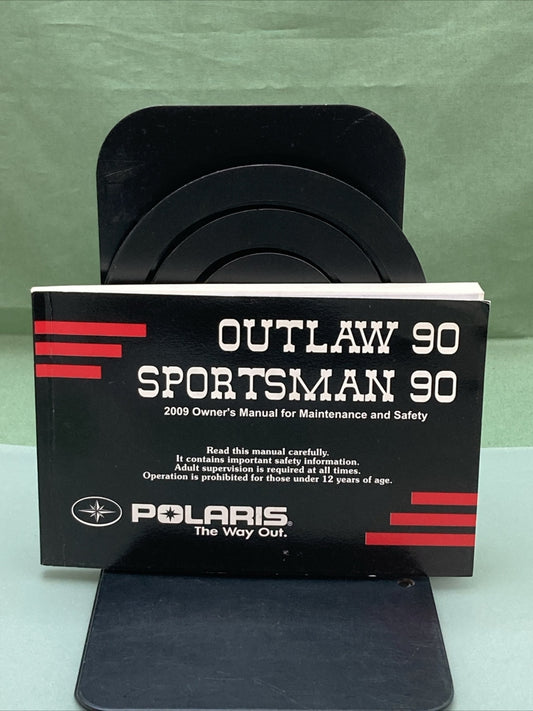 OUTLAW 90
SPORTSMAN 90
2009 Owner's Manual for Maintenance and Safety
Read this manual carefully.
It contains important safety information.
Adult supervision is required at all times.
Operation is prohibited for those under 12 years of age.
POLARIS®
The Way Out.